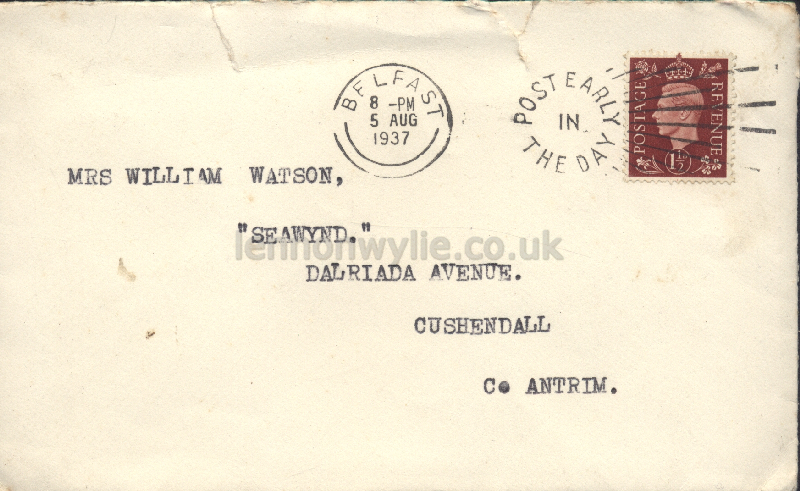 BELFAST
8 -PM
5 AUG
1937
POST EARLY
IN
THE DAY
POSTAGE
REVENUE
1½D
MRS WILLIAM WATSON,
"SEAWYND."
lennonwylie.co.uk
DALRIADA AVENUE.
CUSHENDALL
Co ANTRIM.